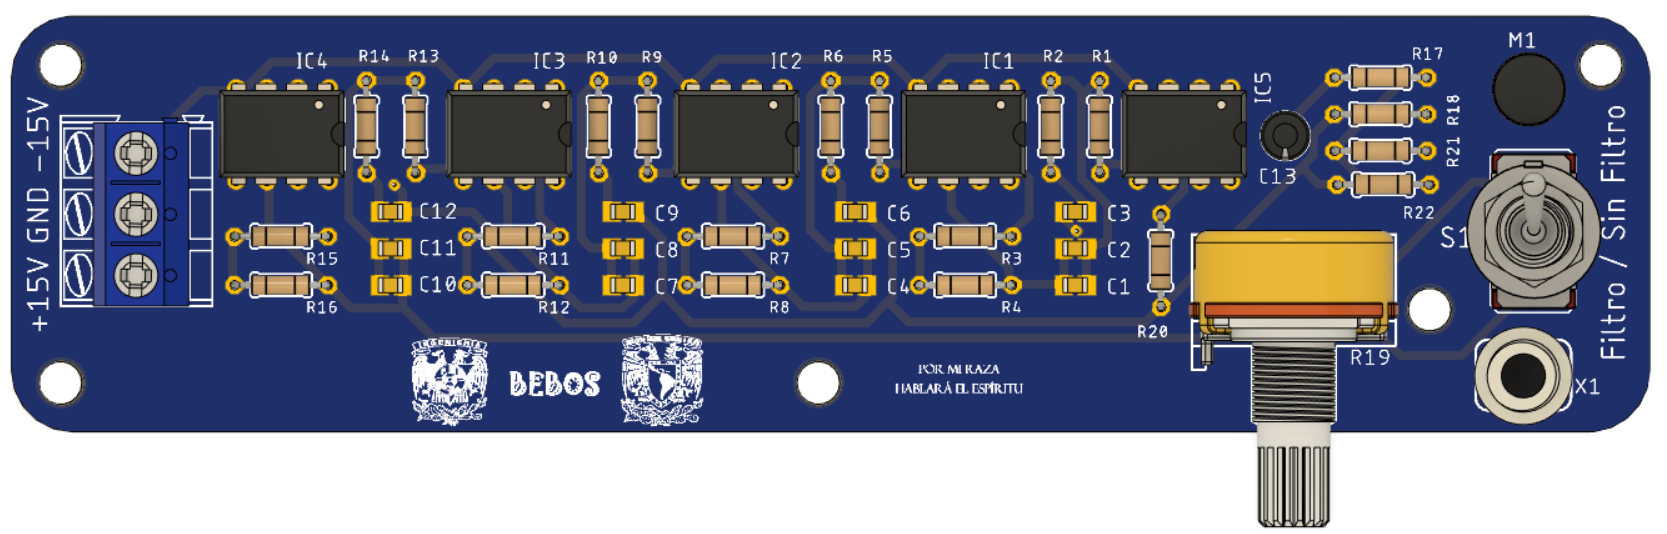 IC4
R14
R13
IC3
R10
R9
IC2
R6
R5
IC1
R2
R1
IC5
R17
M1
R18
R21
C13
R22
+15V GND -15V
C12
C9
C6
C3
R15
C11
R11
C8
R7
C5
R3
C2
S1
Filtro / Sin Filtro
R16
C10
R12
C7
R8
C4
R4
C1
R20
R19
INGENIERIA
BEBOS
POR MI RAZA
HABLARÁ EL ESPÍRITU
X1